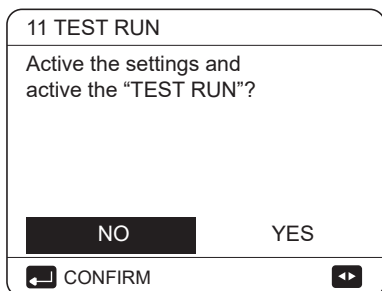 11 TEST RUN
Active the settings and
active the “TEST RUN”?
NO YES
CONFIRM